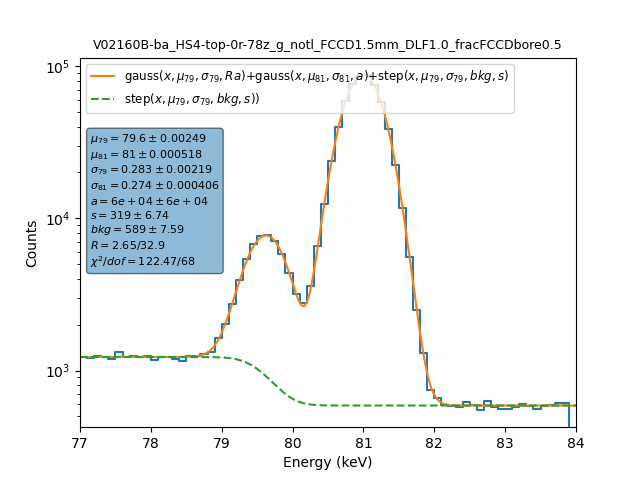 V02160B-ba_HS4-top-0r-78z_g_notl_FCCD1.5mm_DLF1.0_fracFCCDbore0.5
gauss(x, μ79, σ79, Ra)+gauss(x, μ81, σ81, a)+step(x, μ79, σ79, bkg, s)
step(x, μ79, σ79, bkg, s))
μ79 = 79.6 ± 0.00249
μ81 = 81 ± 0.000518
σ79 = 0.283 ± 0.00219
σ81 = 0.274 ± 0.000406
a = 6e + 04 ± 6e + 04
s = 319 ± 6.74
bkg = 589 ± 7.59
R = 2.65/32.9
χ²/dof = 122.47/68
10⁵
10⁴
10³
Counts
77 78 79 80 81 82 83 84
Energy (keV)